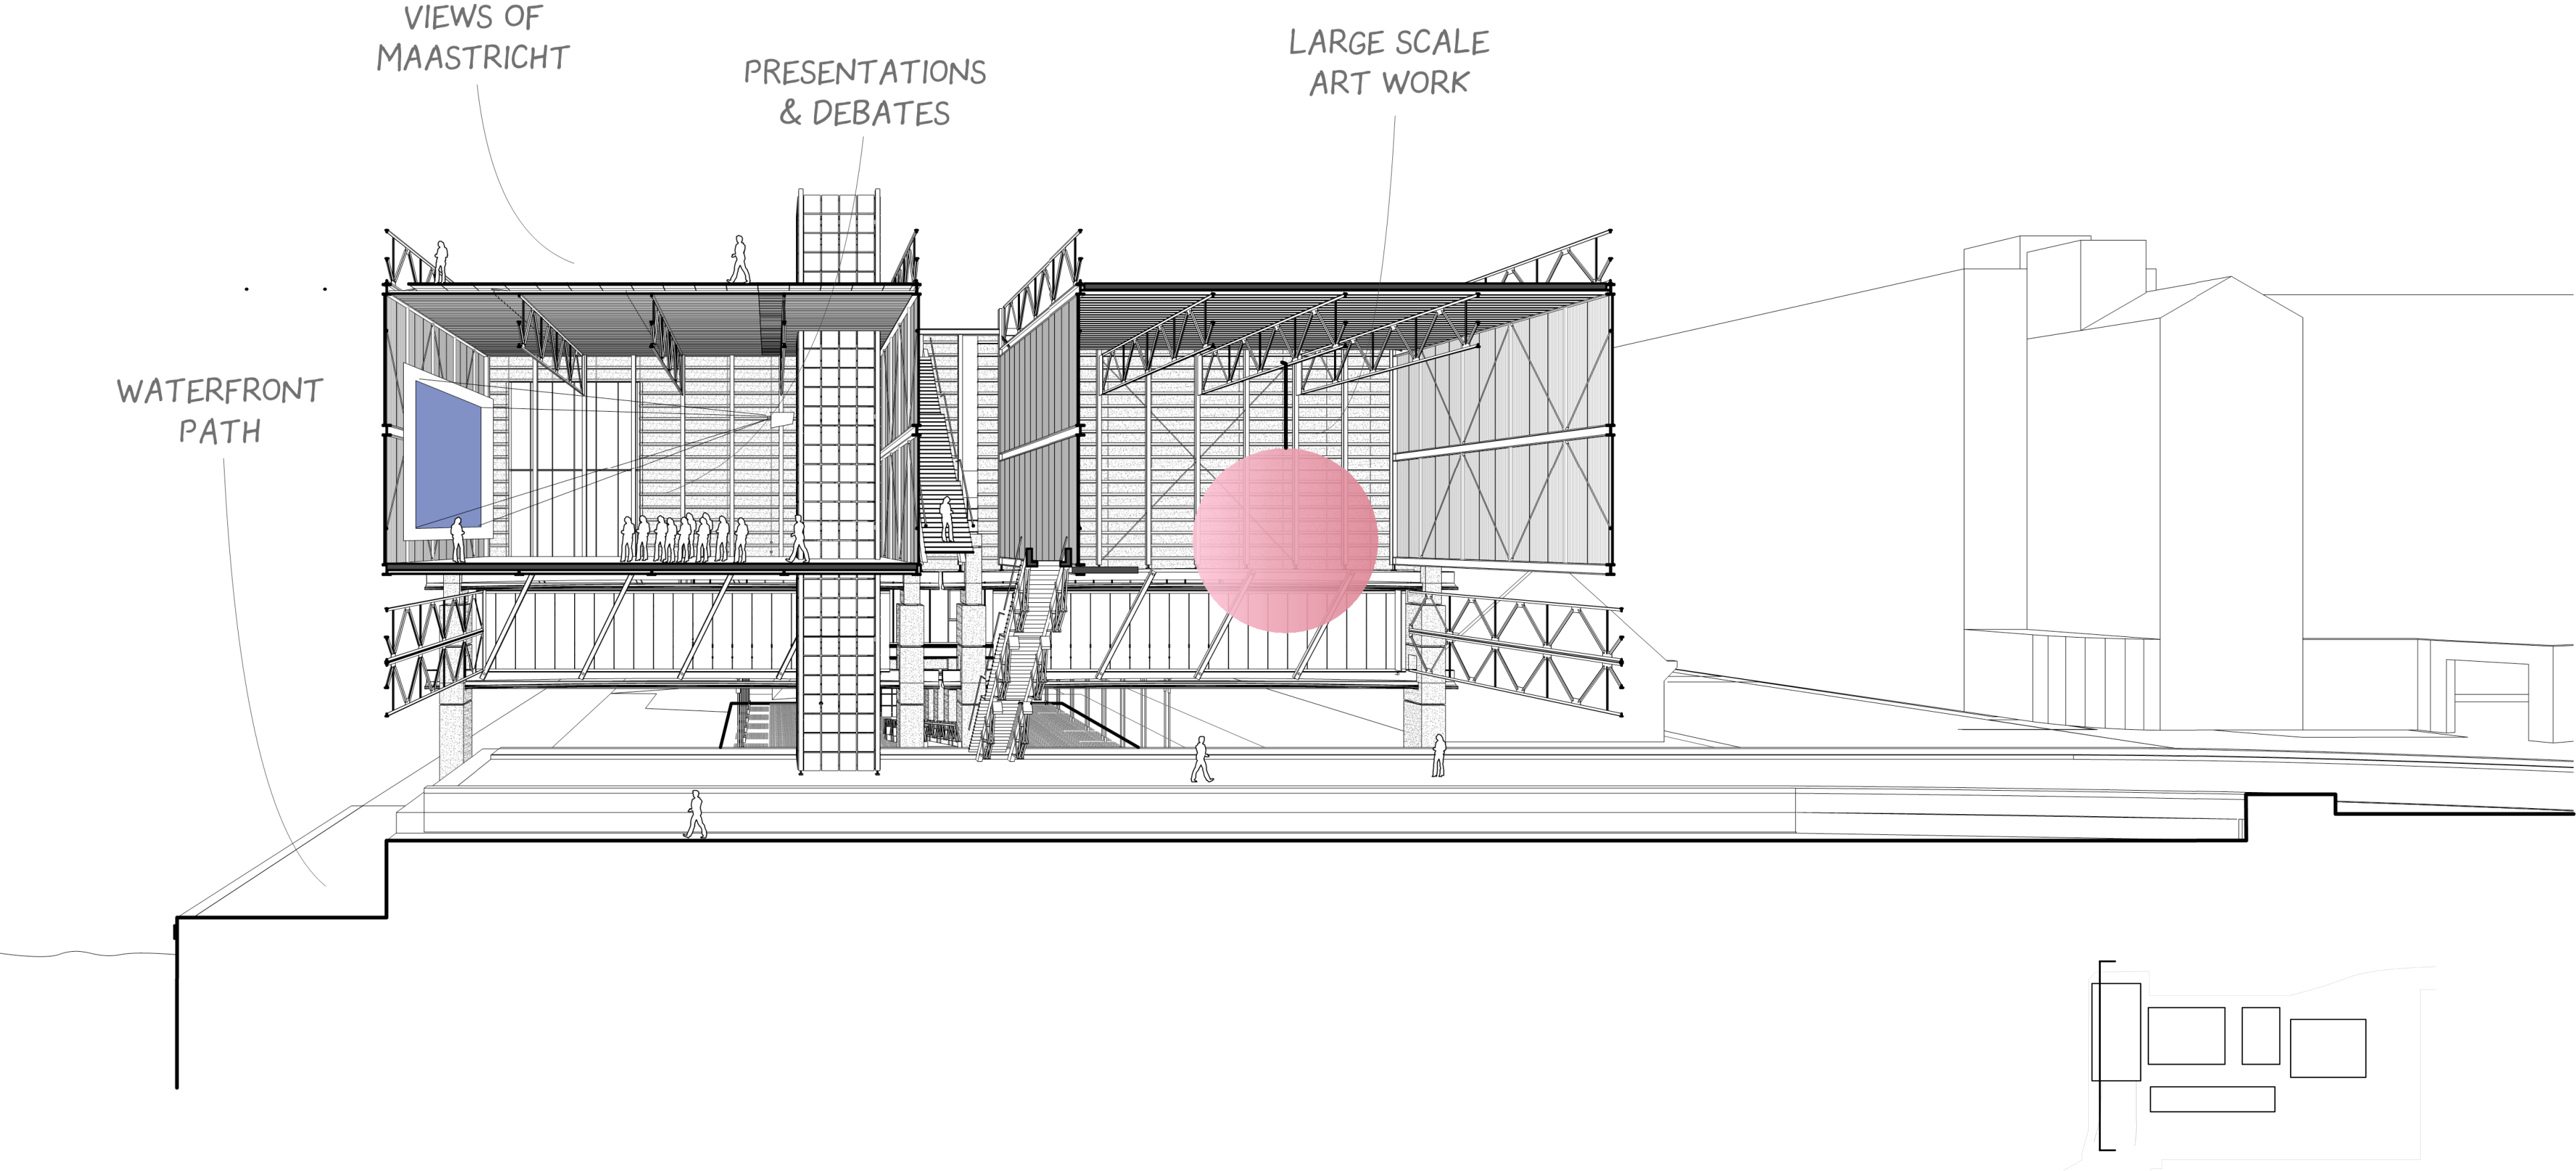 VIEWS OF
MAASTRICHT
PRESENTATIONS
& DEBATES
LARGE SCALE
ART WORK
WATERFRONT
PATH